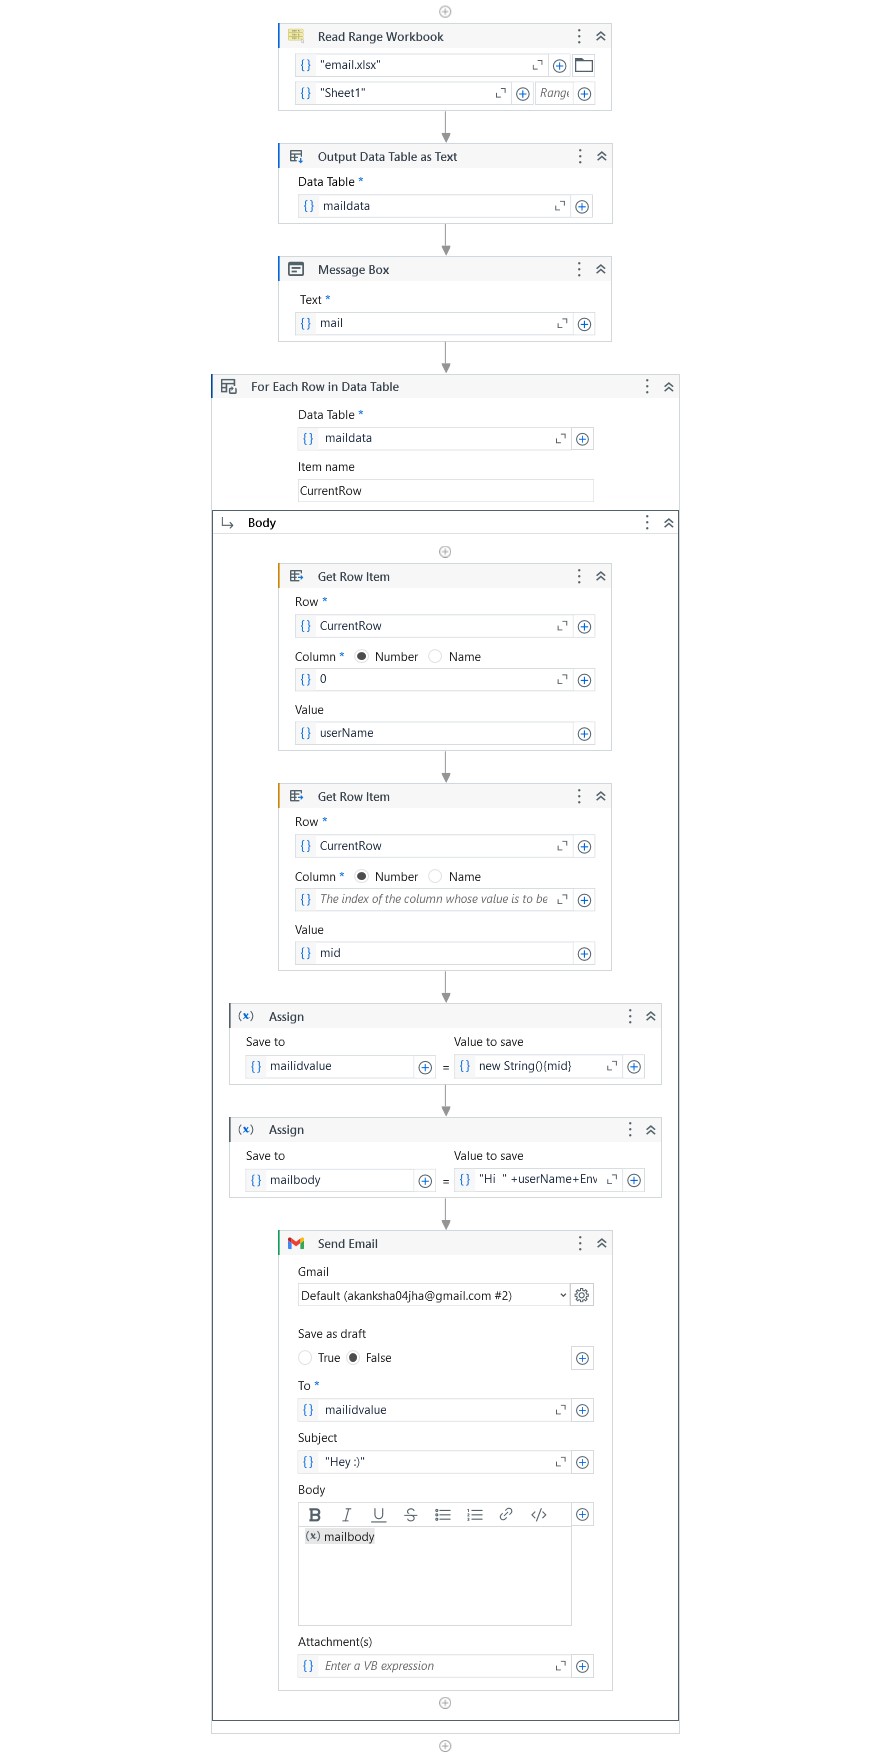 Read Range Workbook
"email.xlsx"
"Sheet1" Range
Output Data Table as Text
Data Table *
maildata
Message Box
Text *
mail
For Each Row in Data Table
Data Table *
maildata
Item name
CurrentRow
Body
Get Row Item
Row *
CurrentRow
Column * Number Name
0
Value
userName
Get Row Item
Row *
CurrentRow
Column * Number Name
The index of the column whose value is to be
Value
mid
(x) Assign
Save to Value to save
mailidvalue = new String(){mid}
(x) Assign
Save to Value to save
mailbody = "Hi  " +userName+Env
Send Email
Gmail
Default (akanksha04jha@gmail.com #2)
Save as draft
True False
To *
mailidvalue
Subject
"Hey :)"
Body
B I U S </>
(x) mailbody
Attachment(s)
Enter a VB expression